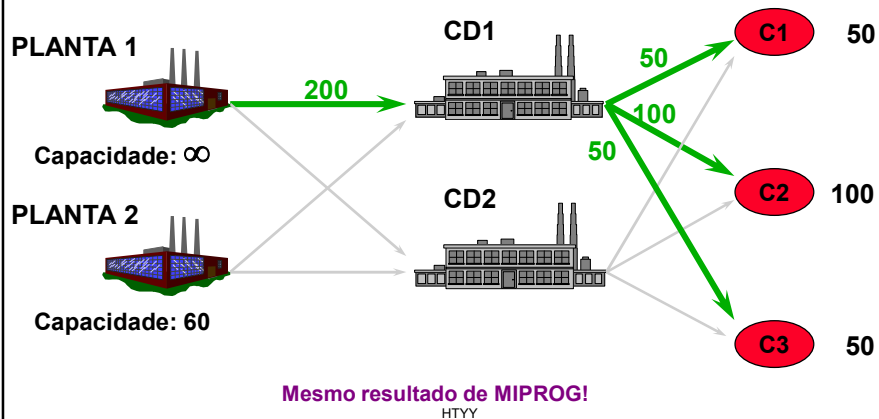 PLANTA 1
Capacidade: ∞
PLANTA 2
Capacidade: 60
200
CD1
CD2
50
100
50
C1 50
C2 100
C3 50
Mesmo resultado de MIPROG!
HTYY